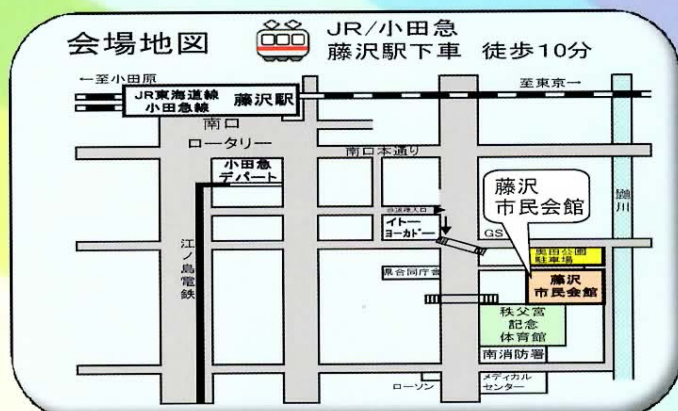 会場地図
JR/小田急
藤沢駅下車 徒歩10分
←至小田原
至東京→
JR東海道線
小田急線
藤沢駅
南口
ロータリー
南口本通り
小田急
デパート
藤沢
市民会館
イトー
ヨーカドー
GS
奥田公園
駐車場
江ノ島電鉄
県合同庁舎
藤沢
市民会館
秩父宮
記念
体育館
南消防署
ローソン
メディカル
センター